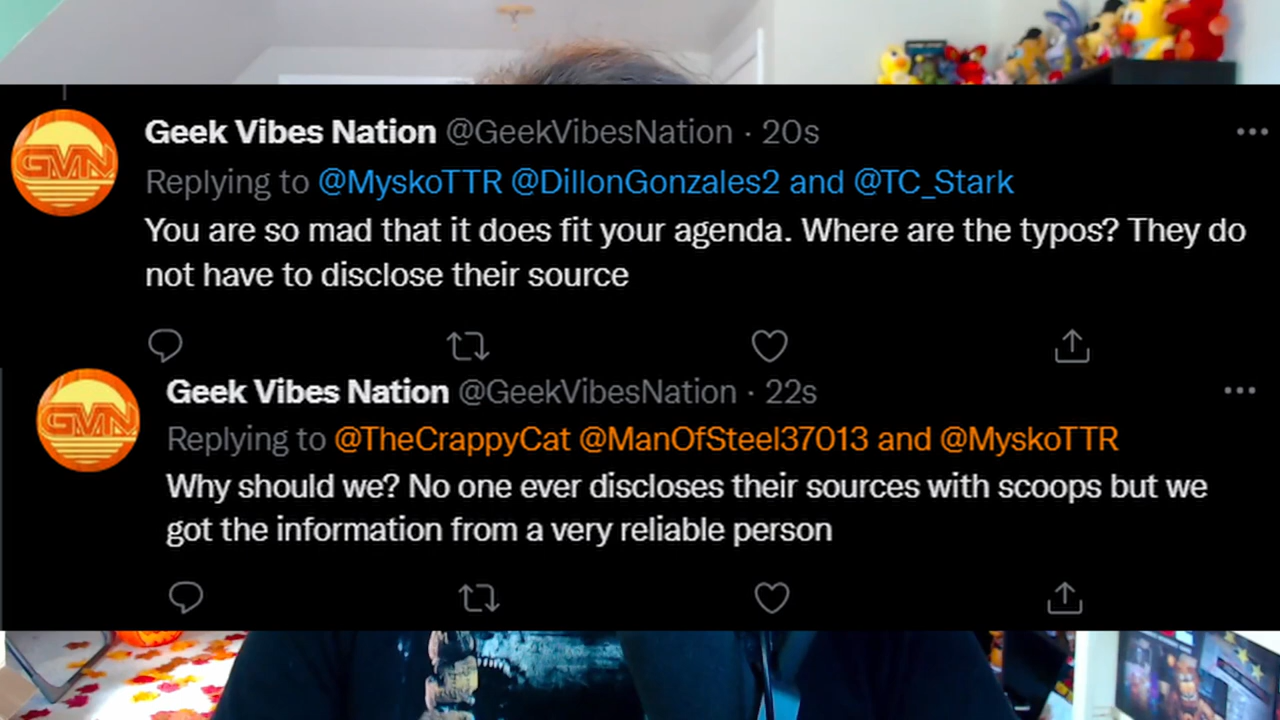 Geek Vibes Nation @GeekVibesNation · 20s
Replying to @MyskoTTR @DillonGonzales2 and @TC_Stark
You are so mad that it does fit your agenda. Where are the typos? They do
not have to disclose their source
GVN
Geek Vibes Nation @GeekVibesNation · 22s
Replying to @TheCrappyCat @ManOfSteel37013 and @MyskoTTR
Why should we? No one ever discloses their sources with scoops but we
got the information from a very reliable person
GVN